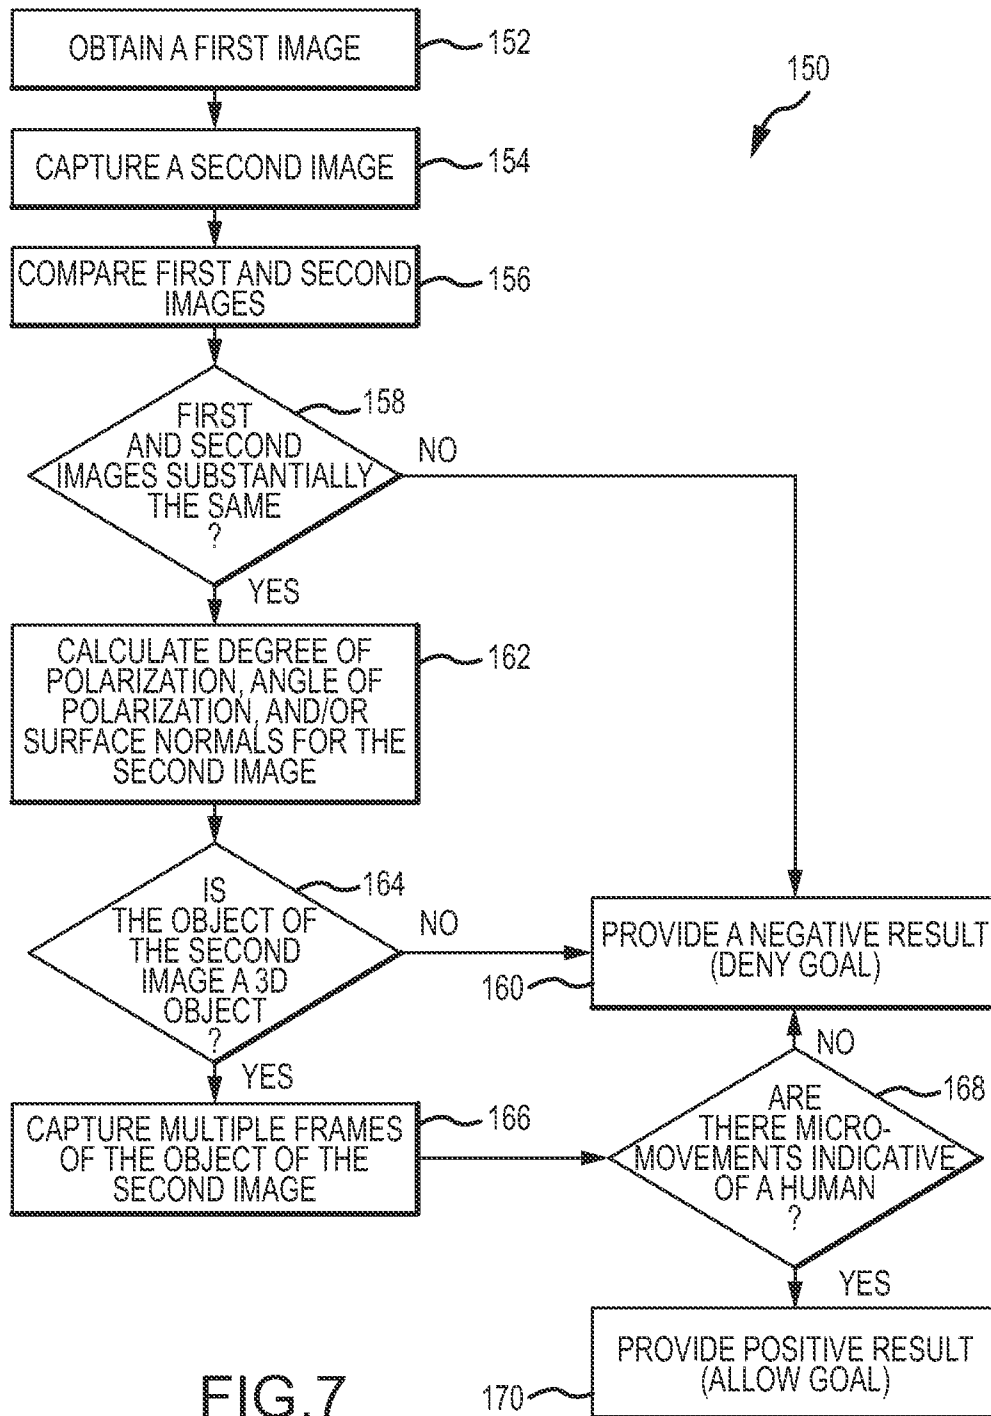 OBTAIN A FIRST IMAGE
152
150
CAPTURE A SECOND IMAGE
154
COMPARE FIRST AND SECOND
IMAGES
156
158
FIRST
AND SECOND
IMAGES SUBSTANTIALLY
THE SAME
?
NO
YES
CALCULATE DEGREE OF
POLARIZATION, ANGLE OF
POLARIZATION, AND/OR
SURFACE NORMALS FOR THE
SECOND IMAGE
162
164
IS
THE OBJECT OF
THE SECOND
IMAGE A 3D
OBJECT
?
NO
YES
PROVIDE A NEGATIVE RESULT
(DENY GOAL)
160
NO
CAPTURE MULTIPLE FRAMES
OF THE OBJECT OF THE
SECOND IMAGE
166
168
ARE
THERE MICRO-
MOVEMENTS INDICATIVE
OF A HUMAN
?
YES
PROVIDE POSITIVE RESULT
(ALLOW GOAL)
170
FIG.7